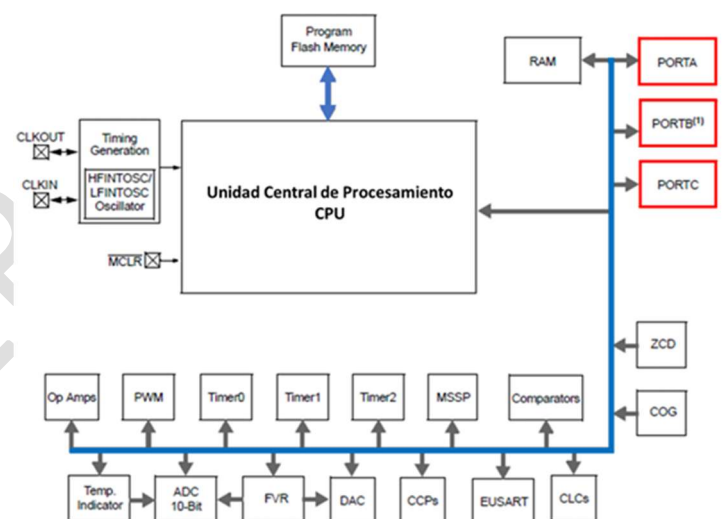 Program
Flash Memory
RAM
PORTA
PORTB(1)
PORTC
CLKOUT
CLKIN
Timing
Generation
HFINTOSC/
LFINTOSC
Oscillator
MCLR
Unidad Central de Procesamiento
CPU
ZCD
COG
Op Amps
PWM
Timer0
Timer1
Timer2
MSSP
Comparators
Temp.
Indicator
ADC
10-Bit
FVR
DAC
CCPs
EUSART
CLCs